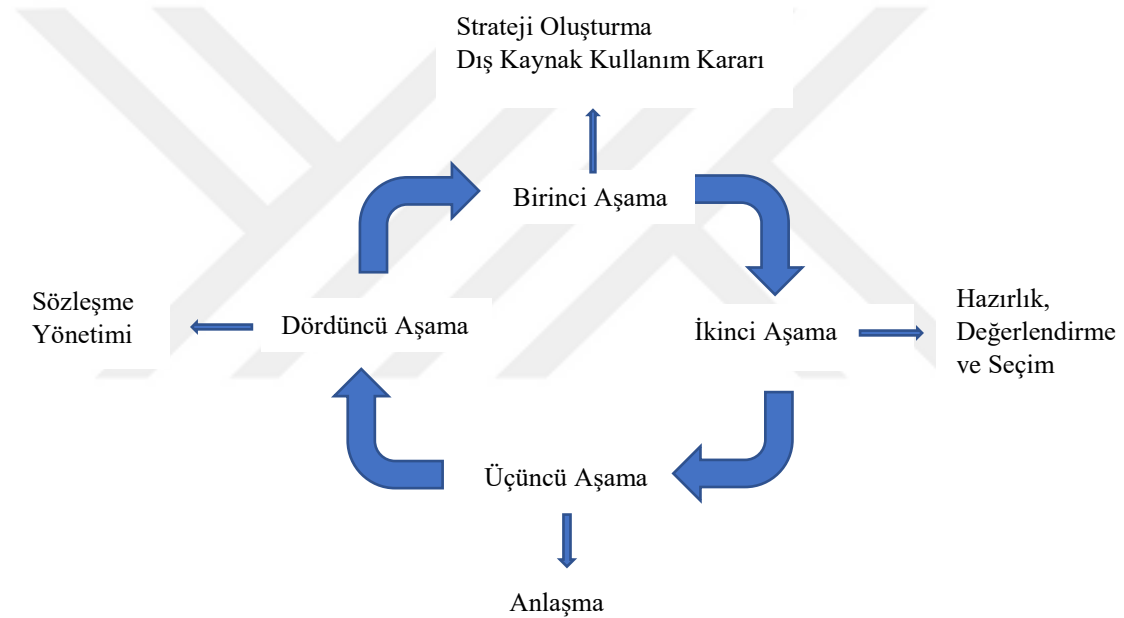 Strateji Oluşturma
Dış Kaynak Kullanım Kararı
Birinci Aşama
Sözleşme
Yönetimi
Dördüncü Aşama
İkinci Aşama
Hazırlık,
Değerlendirme
ve Seçim
Üçüncü Aşama
Anlaşma